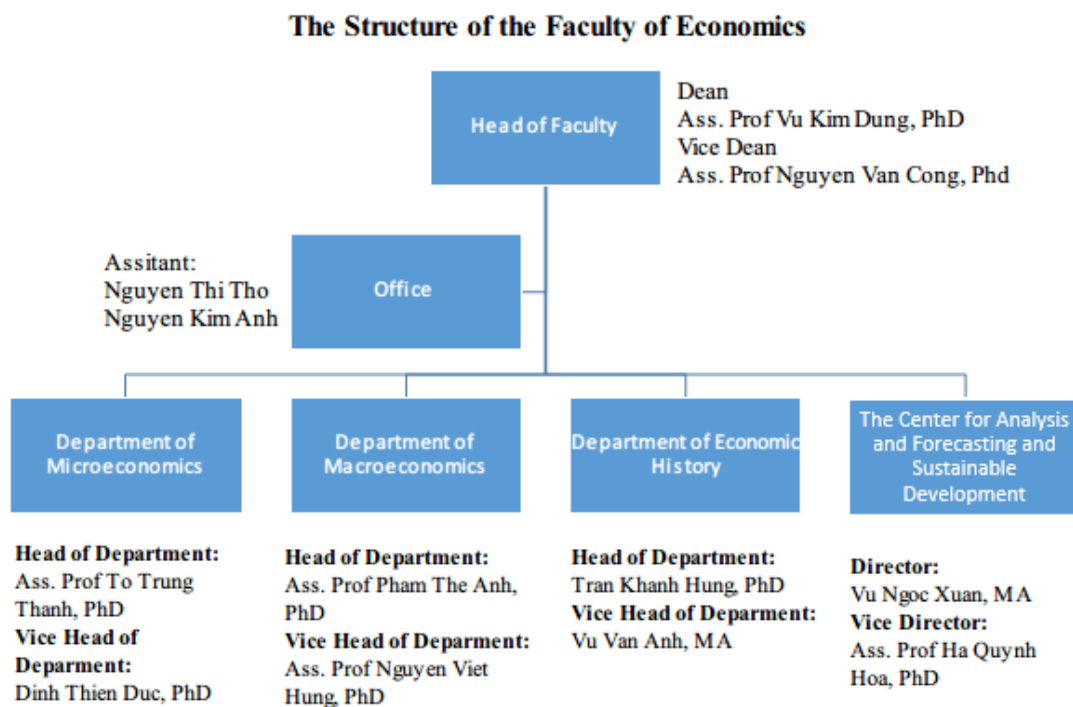 The Structure of the Faculty of Economics
Head of Faculty
Dean
Ass. Prof Vu Kim Dung, PhD
Vice Dean
Ass. Prof Nguyen Van Cong, Phd
Assitant:
Nguyen Thi Tho
Nguyen Kim Anh
Office
Department of
Microeconomics
Department of
Macroeconomics
Department of Economic
History
The Center for Analysis
and Forecasting and
Sustainable
Development
Head of Department:
Ass. Prof To Trung
Thanh, PhD
Vice Head of
Deparment:
Dinh Thien Duc, PhD
Head of Department:
Ass. Prof Pham The Anh,
PhD
Vice Head of Deparment:
Ass. Prof Nguyen Viet
Hung, PhD
Head of Department:
Tran Khanh Hung, PhD
Vice Head of Deparment:
Vu Van Anh, MA
Director:
Vu Ngoc Xuan, MA
Vice Director:
Ass. Prof Ha Quynh
Hoa, PhD